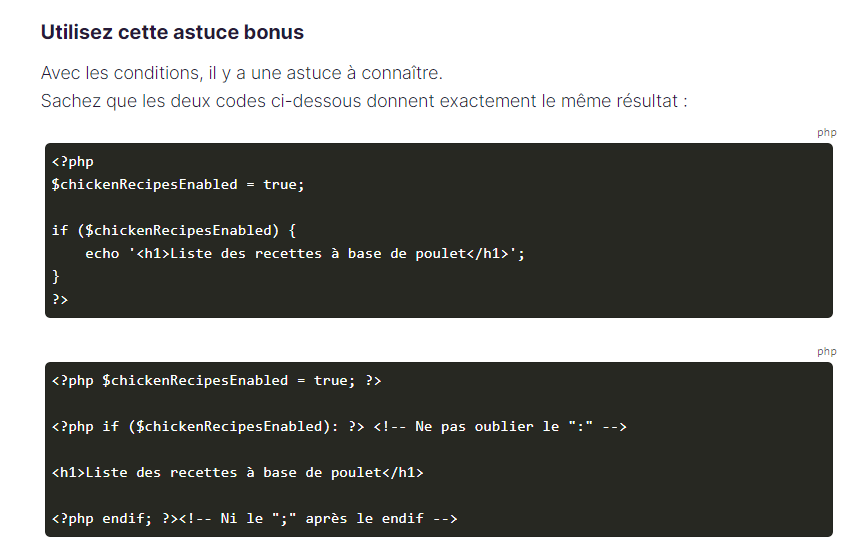 Utilisez cette astuce bonus
Avec les conditions, il y a une astuce à connaître.
Sachez que les deux codes ci-dessous donnent exactement le même résultat :
php
<?php
$chickenRecipesEnabled = true;
if ($chickenRecipesEnabled) {
    echo '<h1>Liste des recettes à base de poulet</h1>';
}
?>
php
<?php $chickenRecipesEnabled = true; ?>
<?php if ($chickenRecipesEnabled): ?> <!-- Ne pas oublier le ":" -->
<h1>Liste des recettes à base de poulet</h1>
<?php endif; ?><!-- Ni le ";" après le endif -->